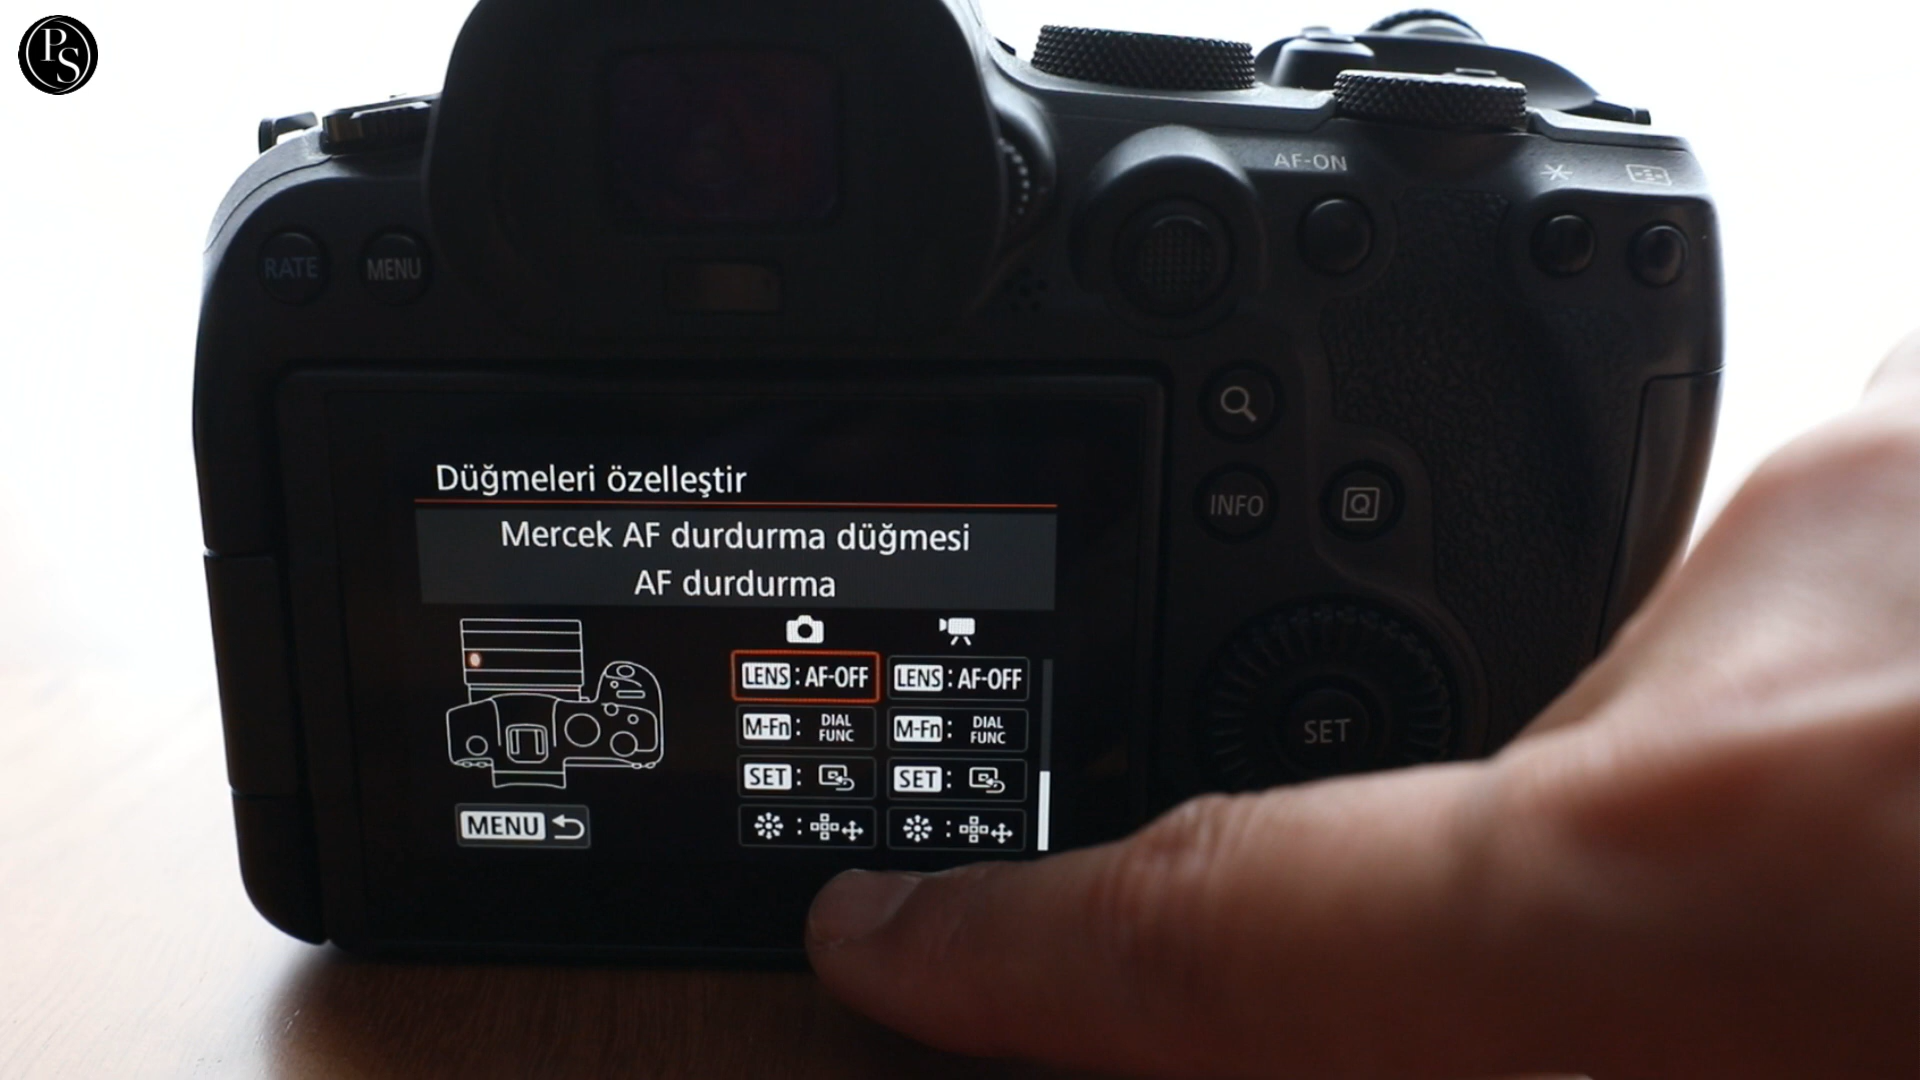 PS
AF-ON
RATE
MENU
INFO
Q
SET
Düğmeleri özelleştir
Mercek AF durdurma düğmesi
AF durdurma
LENS : AF-OFF
LENS : AF-OFF
M-Fn : DIAL FUNC
M-Fn : DIAL FUNC
SET :
SET :
MENU